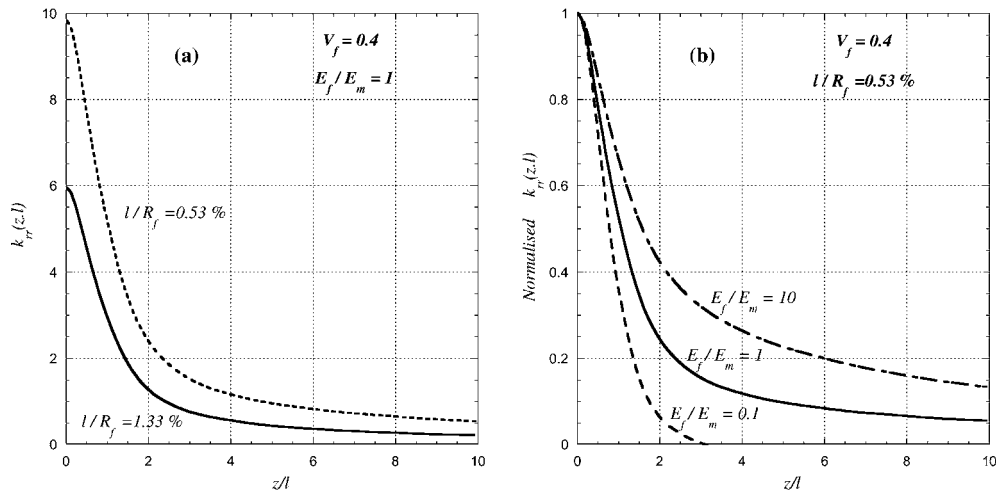 10
8
6
4
2
0
k_rr(z,l)
(a)
V_f = 0.4
E_f / E_m = 1
l / R_f = 0.53 %
l / R_f = 1.33 %
0 2 4 6 8 10
z/l
1
0.8
0.6
0.4
0.2
0
Normalised k_rr(z,l)
(b)
V_f = 0.4
l / R_f = 0.53 %
E_f / E_m = 10
E_f / E_m = 1
E_f / E_m = 0.1
0 2 4 6 8 10
z/l